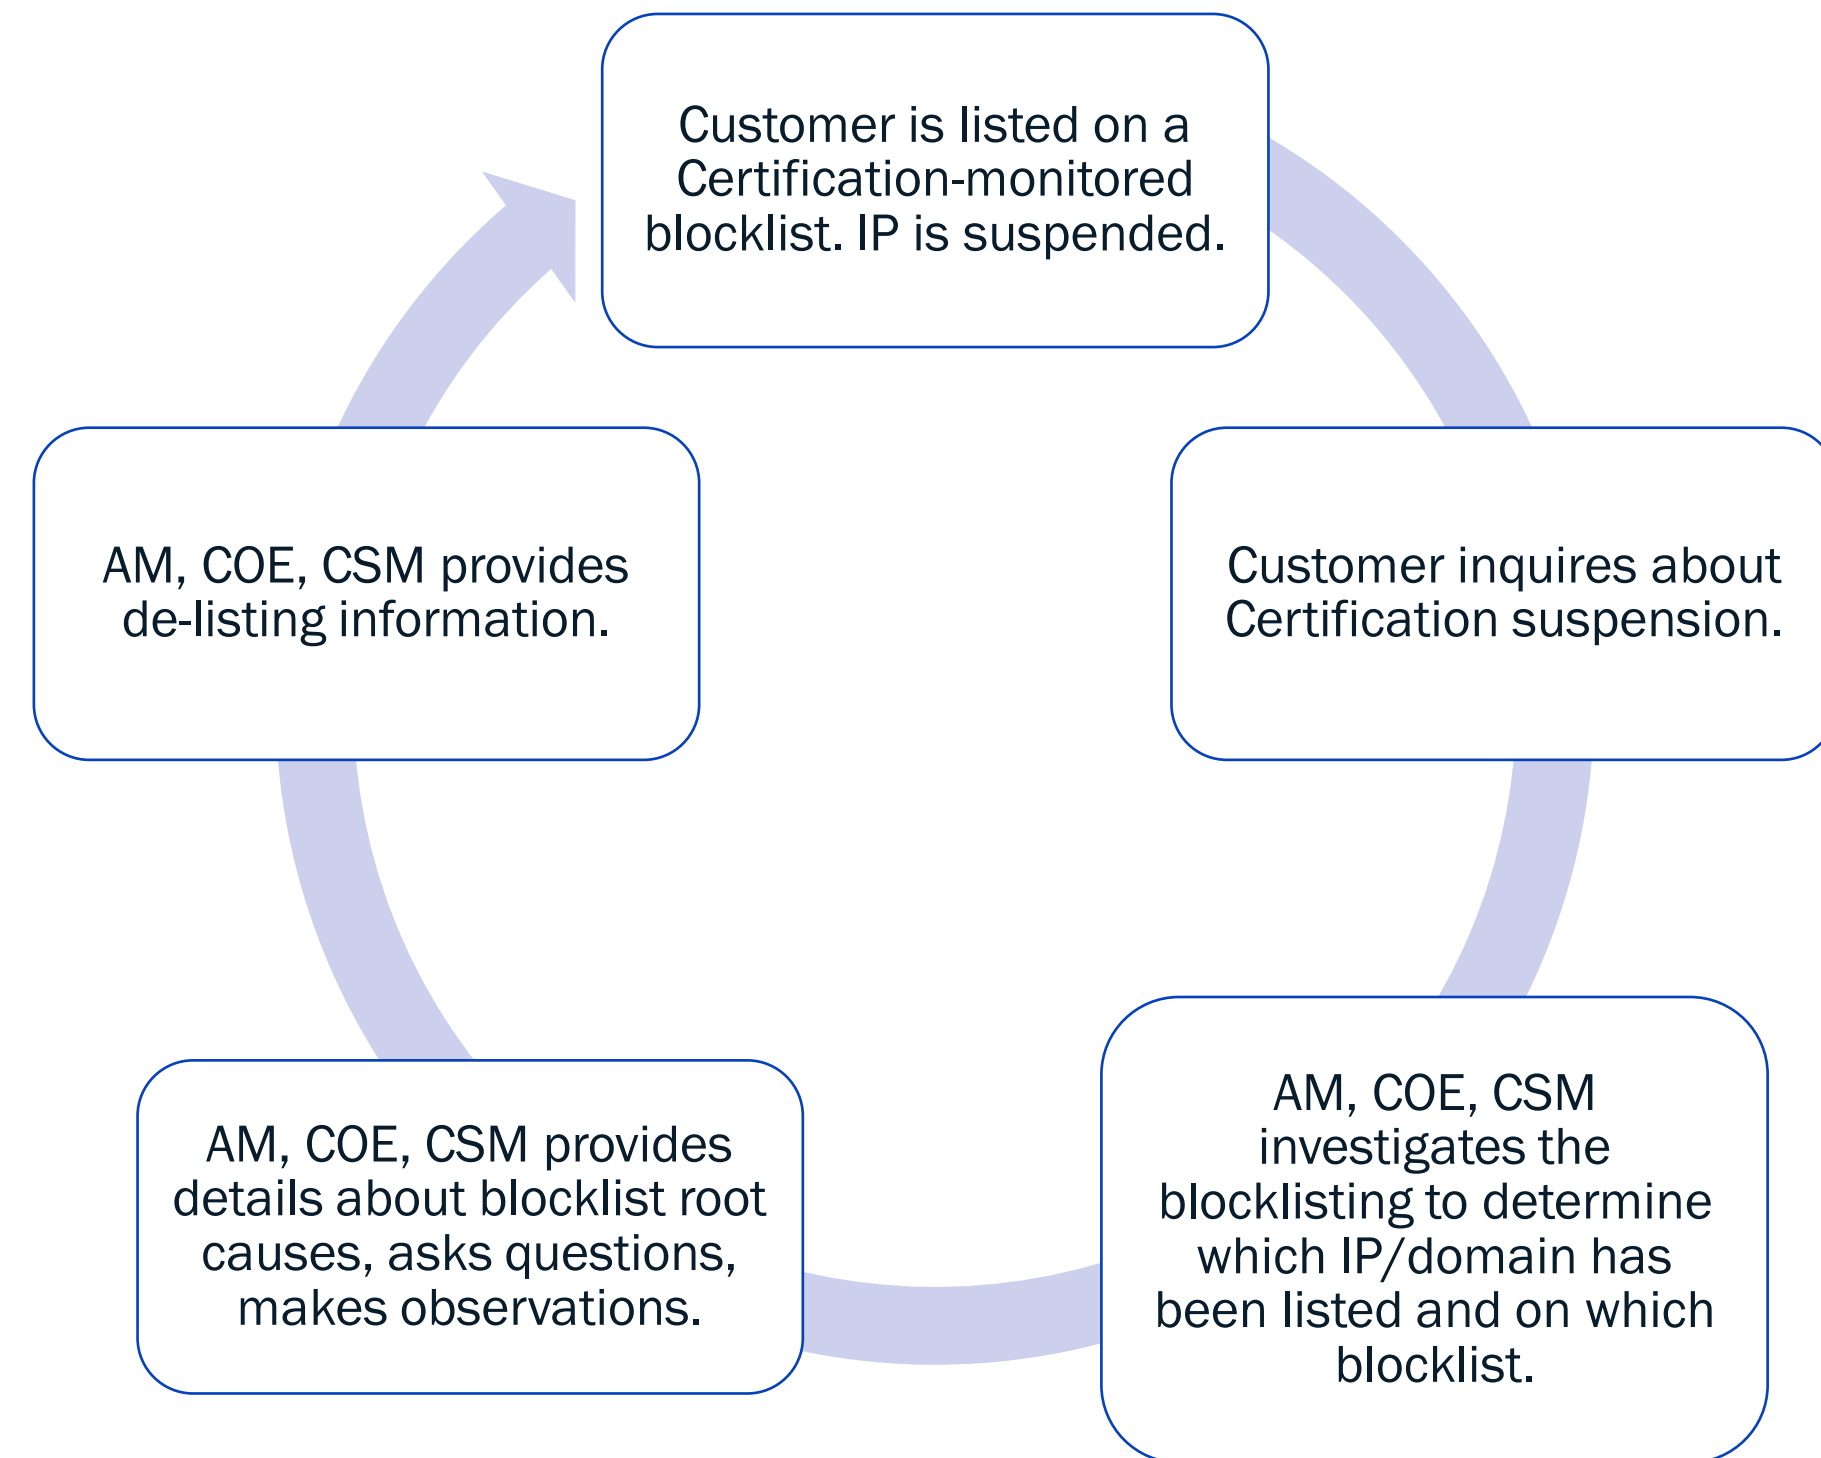 Customer is listed on a
Certification-monitored
blocklist. IP is suspended.
Customer inquires about
Certification suspension.
AM, COE, CSM
investigates the
blocklisting to determine
which IP/domain has
been listed and on which
blocklist.
AM, COE, CSM provides
details about blocklist root
causes, asks questions,
makes observations.
AM, COE, CSM provides
de-listing information.